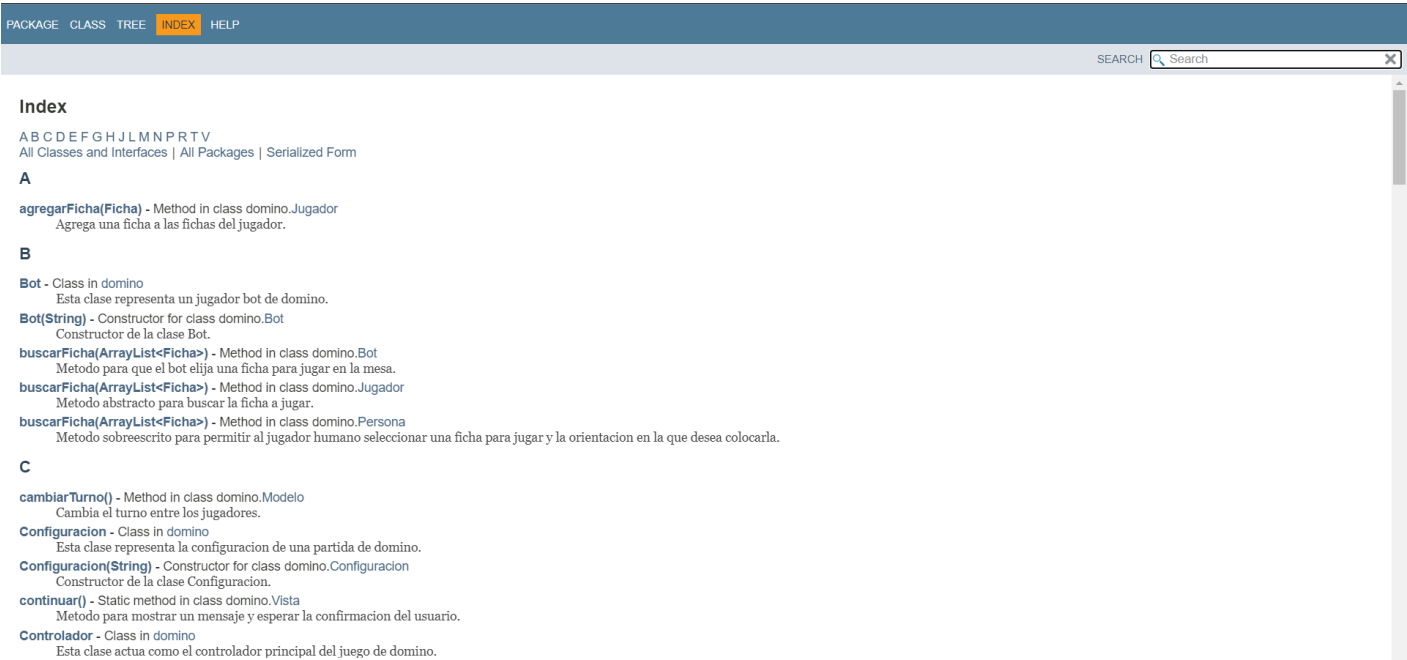 PACKAGE CLASS TREE INDEX HELP
SEARCH Search
Index
A B C D E F G H J L M N P R T V
All Classes and Interfaces | All Packages | Serialized Form
A
agregarFicha(Ficha) - Method in class domino.Jugador
Agrega una ficha a las fichas del jugador.
B
Bot - Class in domino
Esta clase representa un jugador bot de domino.
Bot(String) - Constructor for class domino.Bot
Constructor de la clase Bot.
buscarFicha(ArrayList<Ficha>) - Method in class domino.Bot
Metodo para que el bot elija una ficha para jugar en la mesa.
buscarFicha(ArrayList<Ficha>) - Method in class domino.Jugador
Metodo abstracto para buscar la ficha a jugar.
buscarFicha(ArrayList<Ficha>) - Method in class domino.Persona
Metodo sobreescrito para permitir al jugador humano seleccionar una ficha para jugar y la orientacion en la que desea colocarla.
C
cambiarTurno() - Method in class domino.Modelo
Cambia el turno entre los jugadores.
Configuracion - Class in domino
Esta clase representa la configuracion de una partida de domino.
Configuracion(String) - Constructor for class domino.Configuracion
Constructor de la clase Configuracion.
continuar() - Static method in class domino.Vista
Metodo para mostrar un mensaje y esperar la confirmacion del usuario.
Controlador - Class in domino
Esta clase actua como el controlador principal del juego de domino.